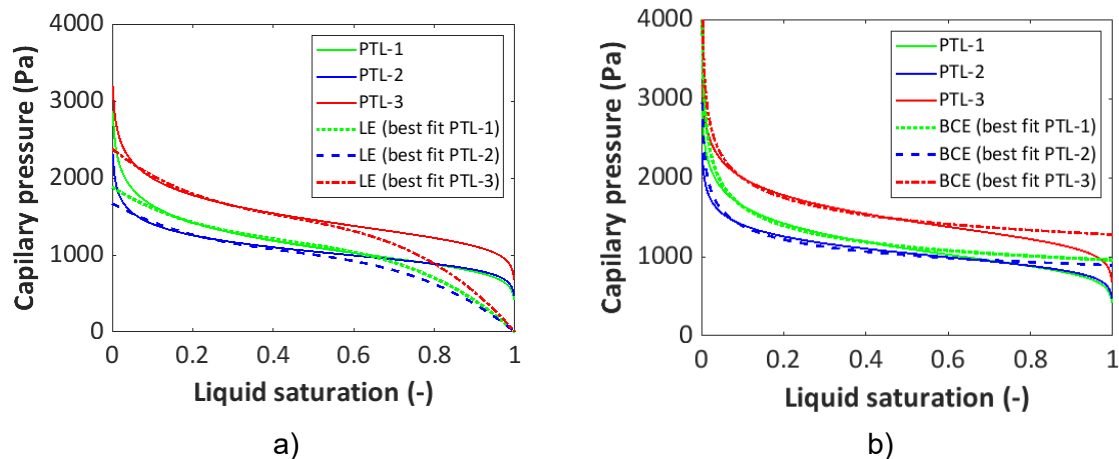 Capilary pressure (Pa)
4000
3000
2000
1000
0
0
0.2
0.4
0.6
0.8
1
Liquid saturation (-)
PTL-1
PTL-2
PTL-3
LE (best fit PTL-1)
LE (best fit PTL-2)
LE (best fit PTL-3)
a)
Capilary pressure (Pa)
4000
3000
2000
1000
0
0
0.2
0.4
0.6
0.8
1
Liquid saturation (-)
PTL-1
PTL-2
PTL-3
BCE (best fit PTL-1)
BCE (best fit PTL-2)
BCE (best fit PTL-3)
b)